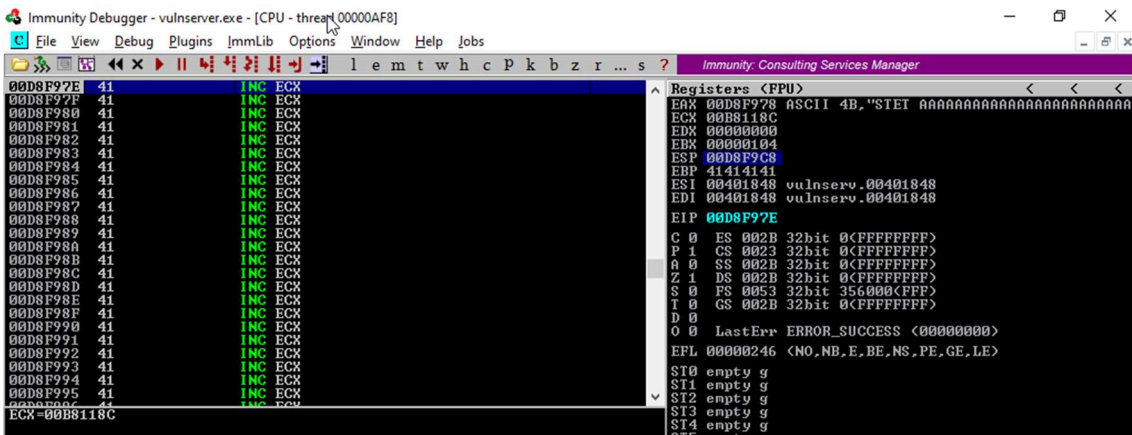 Immunity Debugger - vulnserver.exe - [CPU - thread 00000AF8]
C File View Debug Plugins ImmLib Options Window Help Jobs
l e m t w h c P k b z r ... s ? Immunity: Consulting Services Manager
00D8F97E 41 INC ECX
00D8F97F 41 INC ECX
00D8F980 41 INC ECX
00D8F981 41 INC ECX
00D8F982 41 INC ECX
00D8F983 41 INC ECX
00D8F984 41 INC ECX
00D8F985 41 INC ECX
00D8F986 41 INC ECX
00D8F987 41 INC ECX
00D8F988 41 INC ECX
00D8F989 41 INC ECX
00D8F98A 41 INC ECX
00D8F98B 41 INC ECX
00D8F98C 41 INC ECX
00D8F98D 41 INC ECX
00D8F98E 41 INC ECX
00D8F98F 41 INC ECX
00D8F990 41 INC ECX
00D8F991 41 INC ECX
00D8F992 41 INC ECX
00D8F993 41 INC ECX
00D8F994 41 INC ECX
00D8F995 41 INC ECX
ECX=00B8118C
Registers (FPU) < < <
EAX 00D8F978 ASCII 4B,"STET AAAAAAAAAAAAAAAAAAAAAAAAAA
ECX 00B8118C
EDX 00000000
EBX 00000104
ESP 00D8F9C8
EBP 41414141
ESI 00401848 vulnserv.00401848
EDI 00401848 vulnserv.00401848
EIP 00D8F97E
C 0 ES 002B 32bit 0(FFFFFFFF)
P 1 CS 0023 32bit 0(FFFFFFFF)
A 0 SS 002B 32bit 0(FFFFFFFF)
Z 1 DS 002B 32bit 0(FFFFFFFF)
S 0 FS 0053 32bit 356000(FFF)
T 0 GS 002B 32bit 0(FFFFFFFF)
D 0
O 0 LastErr ERROR_SUCCESS (00000000)
EFL 00000246 (NO,NB,E,BE,NS,PE,GE,LE)
ST0 empty g
ST1 empty g
ST2 empty g
ST3 empty g
ST4 empty g